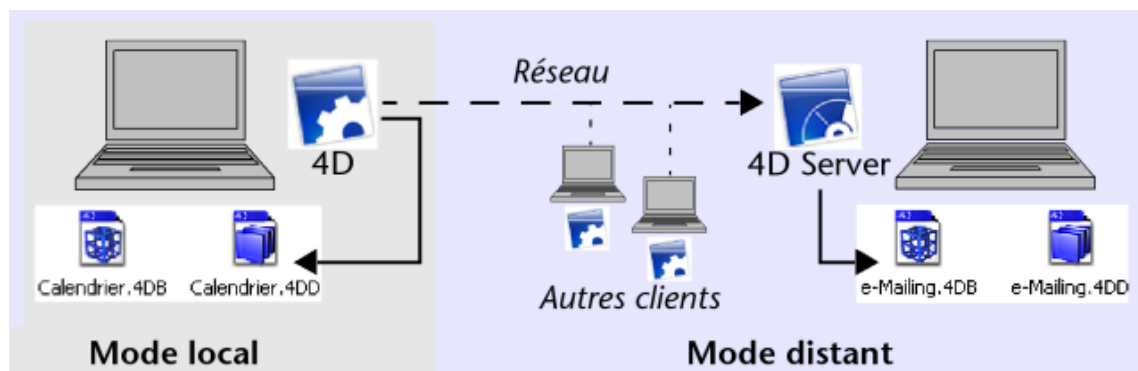 Réseau
4D
4D Server
Calendrier.4DB
Calendrier.4DD
Autres clients
e-Mailing.4DB
e-Mailing.4DD
Mode local
Mode distant